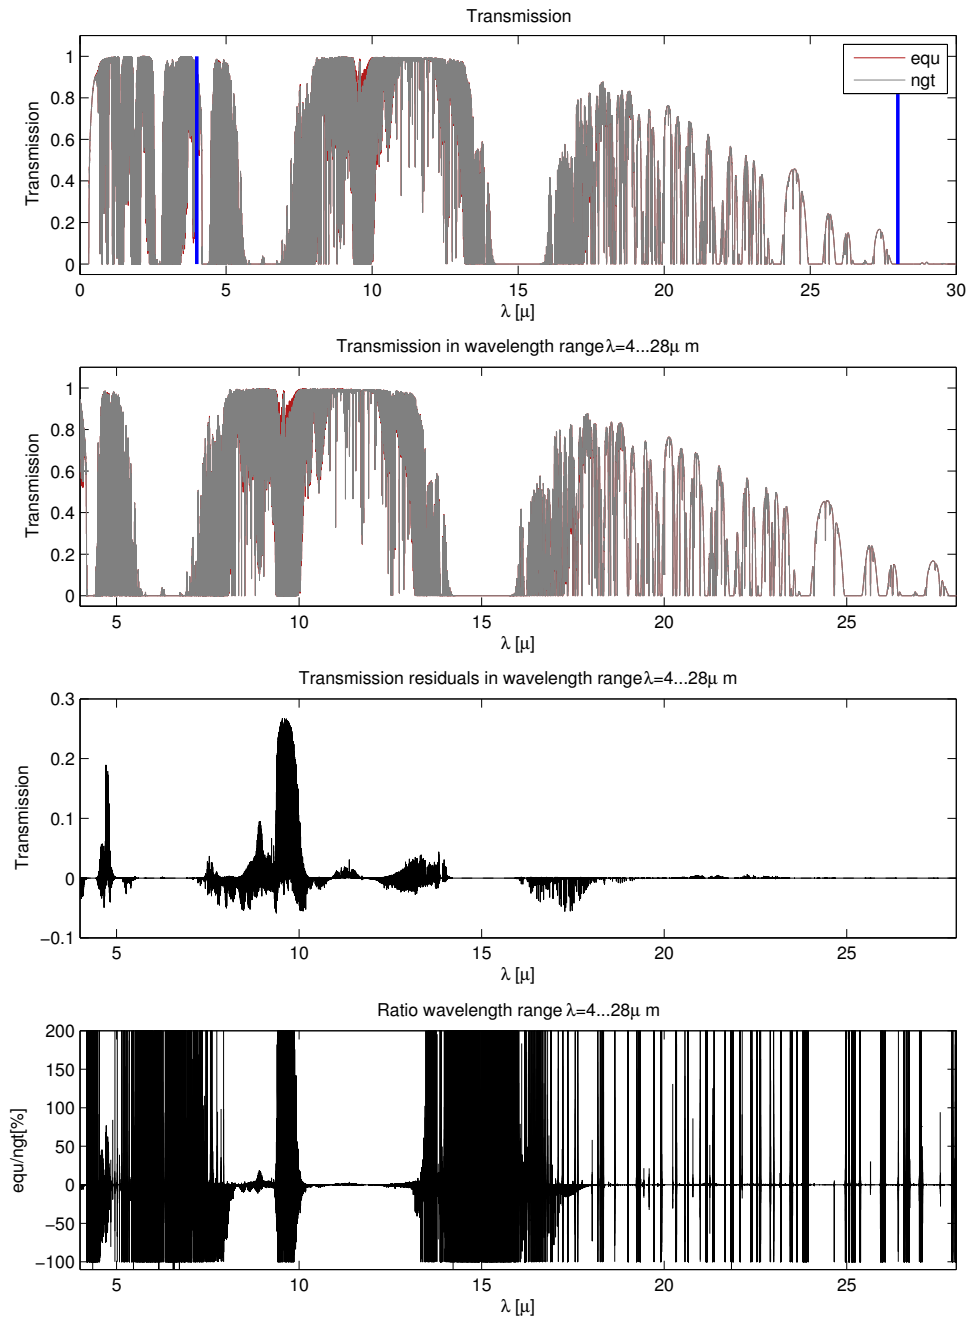 Transmission
1
0.8
0.6
0.4
0.2
0
Transmission
equ
ngt
0 5 10 15 20 25 30
λ [μ]
Transmission in wavelength rangeλ=4...28μ m
1
0.8
0.6
0.4
0.2
0
Transmission
5 10 15 20 25
λ [μ]
Transmission residuals in wavelength rangeλ=4...28μ m
0.3
0.2
0.1
0
−0.1
Transmission
5 10 15 20 25
λ [μ]
Ratio wavelength range λ=4...28μ m
200
150
100
50
0
−50
−100
equ/ngt[%]
5 10 15 20 25
λ [μ]